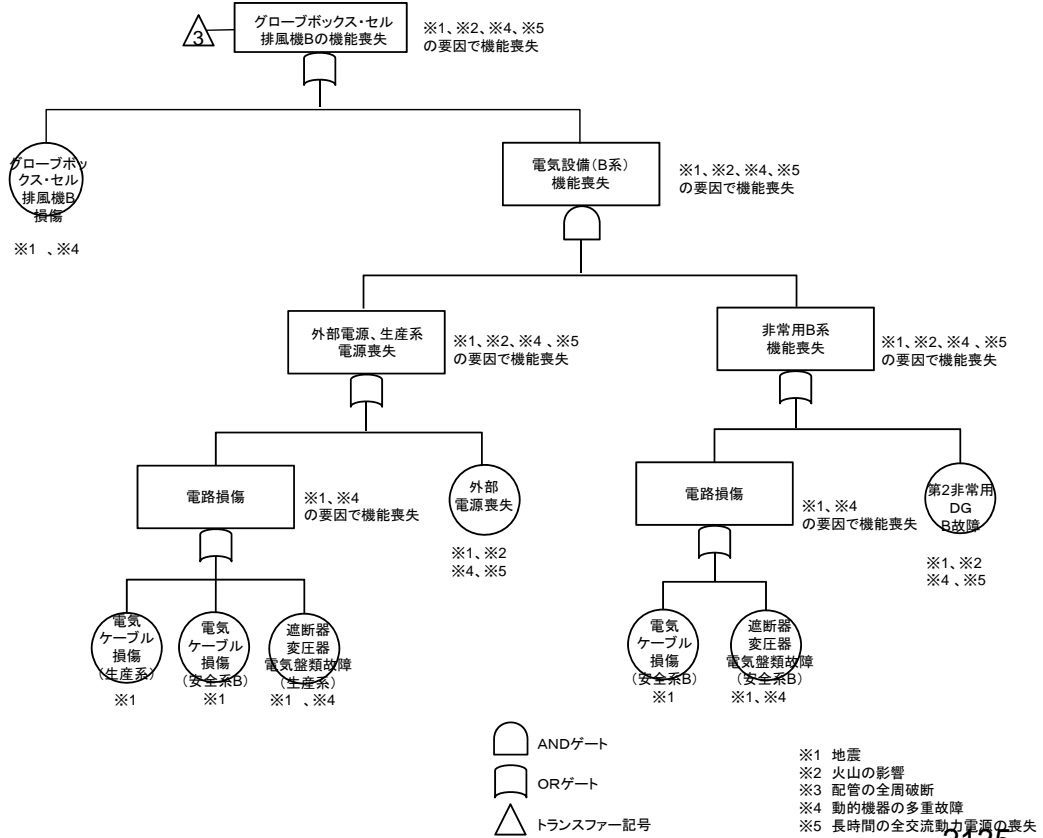 3
グローブボックス・セル
排風機Bの機能喪失
※1、※2、※4、※5
の要因で機能喪失
グローブボッ
クス・セル
排風機B
損傷
※1 、※4
電気設備(B系)
機能喪失
※1、※2、※4、※5
の要因で機能喪失
外部電源、生産系
電源喪失
※1、※2、※4 、※5
の要因で機能喪失
非常用B系
機能喪失
※1、※2、※4 、※5
の要因で機能喪失
電路損傷
※1、※4
の要因で機能喪失
外部
電源喪失
※1、※2
※4、※5
電路損傷
※1、※4
の要因で機能喪失
第2非常用
DG
B故障
※1、※2
※4 、※5
電気
ケーブル
損傷
(生産系)
※1
電気
ケーブル
損傷
(安全系B)
※1
遮断器
変圧器
電気盤類故障
(生産系)
※1 、※4
電気
ケーブル
損傷
(安全系B)
※1
遮断器
変圧器
電気盤類故障
(安全系B)
※1、※4
ANDゲート
ORゲート
トランスファー記号
※1 地震
※2 火山の影響
※3 配管の全周破断
※4 動的機器の多重故障
※5 長時間の全交流動力電源の喪失
2135